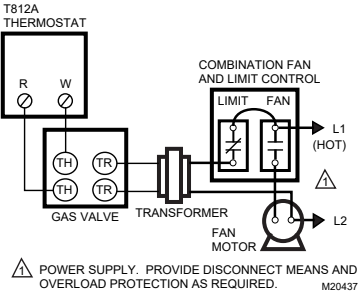 T812A
THERMOSTAT
R W
COMBINATION FAN
AND LIMIT CONTROL
LIMIT FAN
L1
(HOT)
TH TR
TH TR
1
GAS VALVE
TRANSFORMER
FAN
MOTOR
L2
1 POWER SUPPLY. PROVIDE DISCONNECT MEANS AND
OVERLOAD PROTECTION AS REQUIRED.
M20437